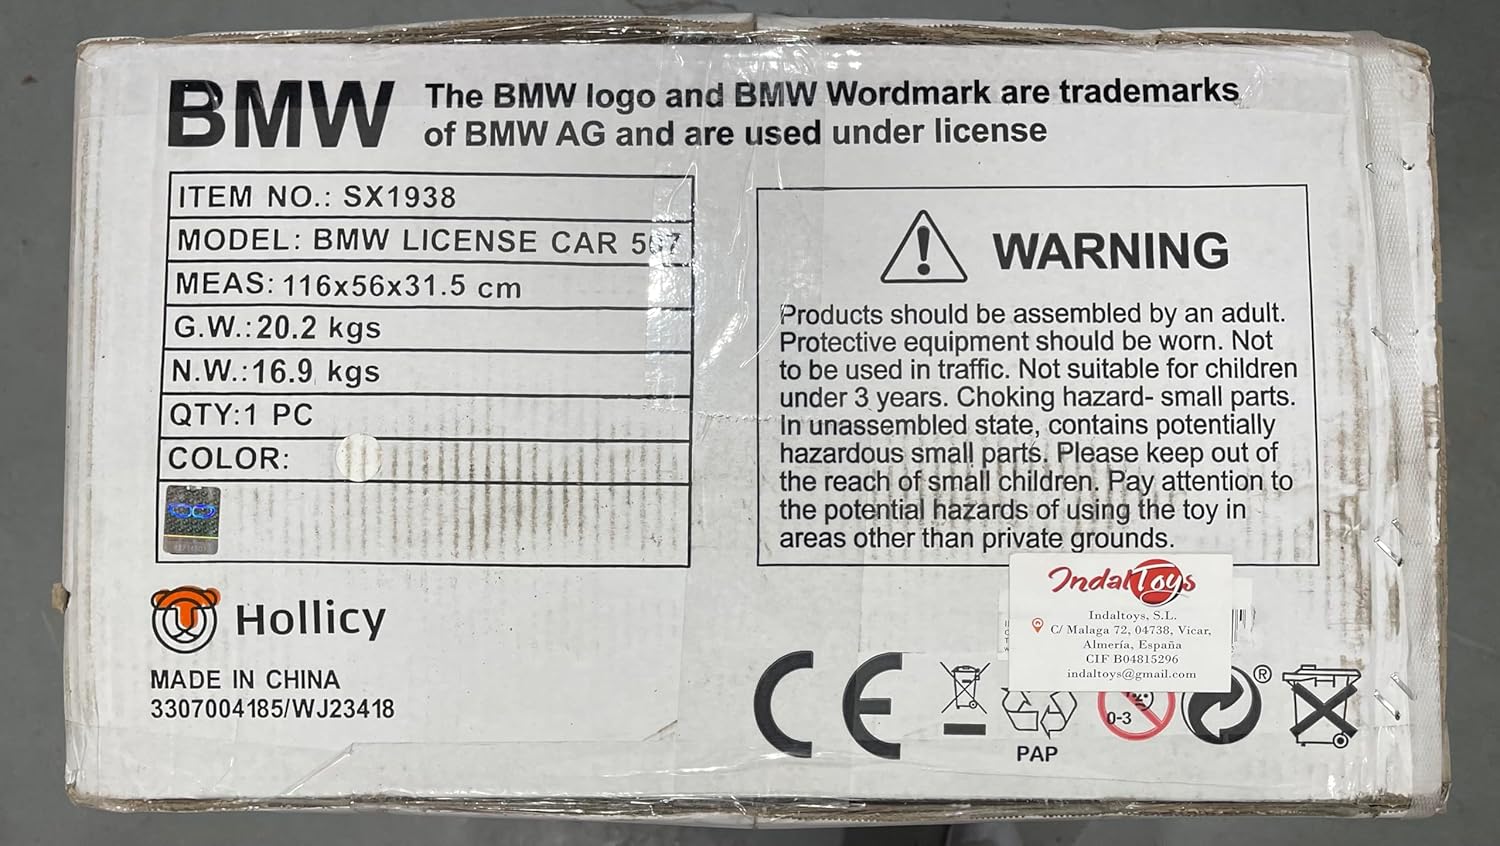 BMW
The BMW logo and BMW Wordmark are trademarks
of BMW AG and are used under license
ITEM NO.: SX1938
MODEL: BMW LICENSE CAR 507
MEAS: 116x56x31.5 cm
G.W.:20.2 kgs
N.W.:16.9 kgs
QTY:1 PC
COLOR:
Hollicy
MADE IN CHINA
3307004185/WJ23418
WARNING
Products should be assembled by an adult.
Protective equipment should be worn. Not
to be used in traffic. Not suitable for children
under 3 years. Choking hazard- small parts.
In unassembled state, contains potentially
hazardous small parts. Please keep out of
the reach of small children. Pay attention to
the potential hazards of using the toy in
areas other than private grounds.
IndalToys
Indaltoys, S.L.
C/ Malaga 72, 04738, Vicar,
Almería, España
CIF B04815296
indaltoys@gmail.com
CE
PAP
0-3
®